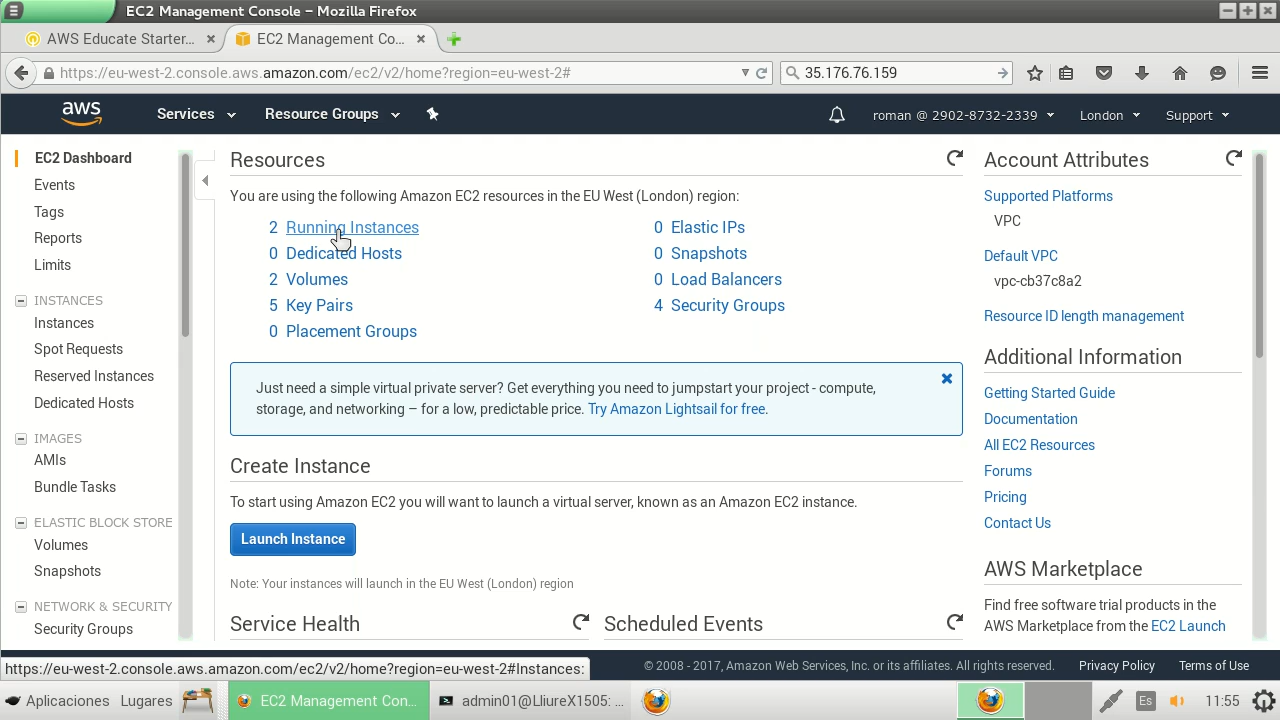 EC2 Management Console – Mozilla Firefox
AWS Educate Starter...
EC2 Management Co...
https://eu-west-2.console.aws.amazon.com/ec2/v2/home?region=eu-west-2#
35.176.76.159
aws
Services
Resource Groups
roman @ 2902-8732-2339
London
Support
EC2 Dashboard
Events
Tags
Reports
Limits
INSTANCES
Instances
Spot Requests
Reserved Instances
Dedicated Hosts
IMAGES
AMIs
Bundle Tasks
ELASTIC BLOCK STORE
Volumes
Snapshots
NETWORK & SECURITY
Security Groups
Resources
You are using the following Amazon EC2 resources in the EU West (London) region:
2 Running Instances
0 Dedicated Hosts
2 Volumes
5 Key Pairs
0 Placement Groups
0 Elastic IPs
0 Snapshots
0 Load Balancers
4 Security Groups
Just need a simple virtual private server? Get everything you need to jumpstart your project - compute,
storage, and networking – for a low, predictable price. Try Amazon Lightsail for free.
Create Instance
To start using Amazon EC2 you will want to launch a virtual server, known as an Amazon EC2 instance.
Launch Instance
Note: Your instances will launch in the EU West (London) region
Service Health
Scheduled Events
Account Attributes
Supported Platforms
VPC
Default VPC
vpc-cb37c8a2
Resource ID length management
Additional Information
Getting Started Guide
Documentation
All EC2 Resources
Forums
Pricing
Contact Us
AWS Marketplace
Find free software trial products in the
AWS Marketplace from the EC2 Launch
https://eu-west-2.console.aws.amazon.com/ec2/v2/home?region=eu-west-2#Instances:
© 2008 - 2017, Amazon Web Services, Inc. or its affiliates. All rights reserved.
Privacy Policy
Terms of Use
Aplicaciones
Lugares
EC2 Management Con...
admin01@LliureX1505: ...
Es
11:55